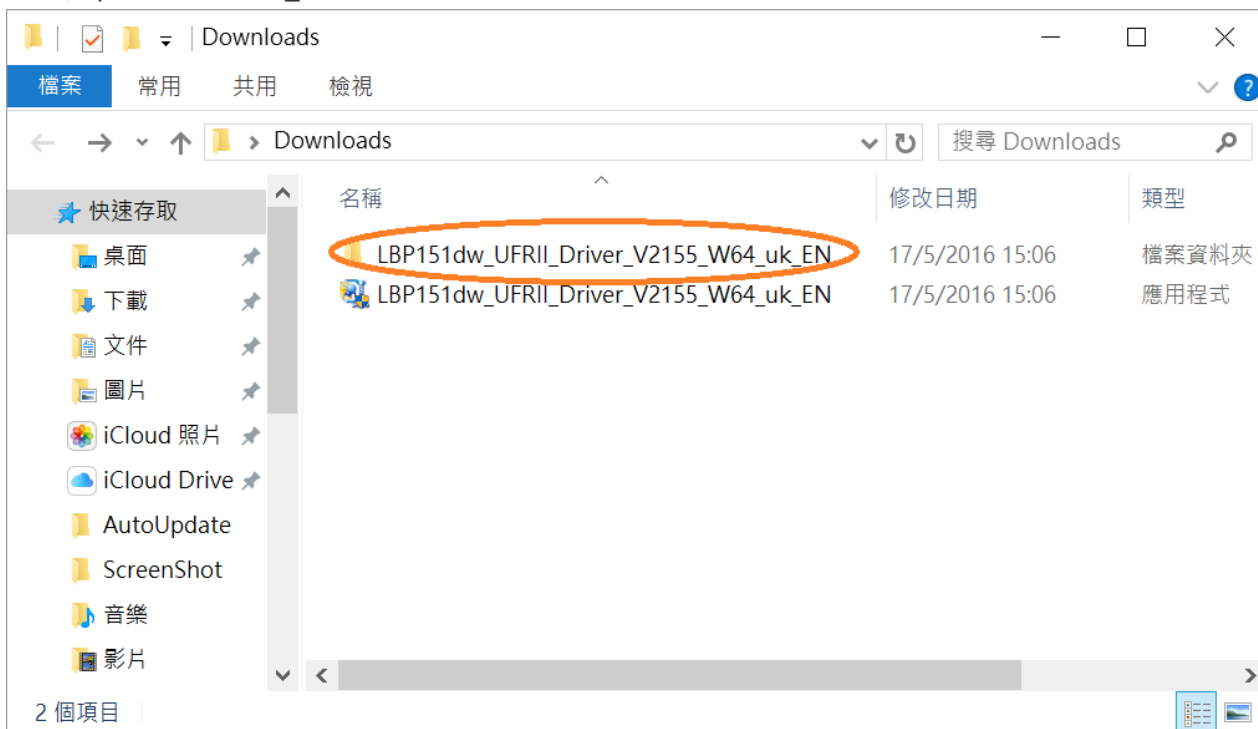 Downloads
檔案 常用 共用 檢視
Downloads
搜尋 Downloads
名稱 修改日期 類型
快速存取
桌面
下載
文件
圖片
iCloud 照片
iCloud Drive
AutoUpdate
ScreenShot
音樂
影片
LBP151dw_UFRII_Driver_V2155_W64_uk_EN 17/5/2016 15:06 檔案資料夾
LBP151dw_UFRII_Driver_V2155_W64_uk_EN 17/5/2016 15:06 應用程式
2 個項目